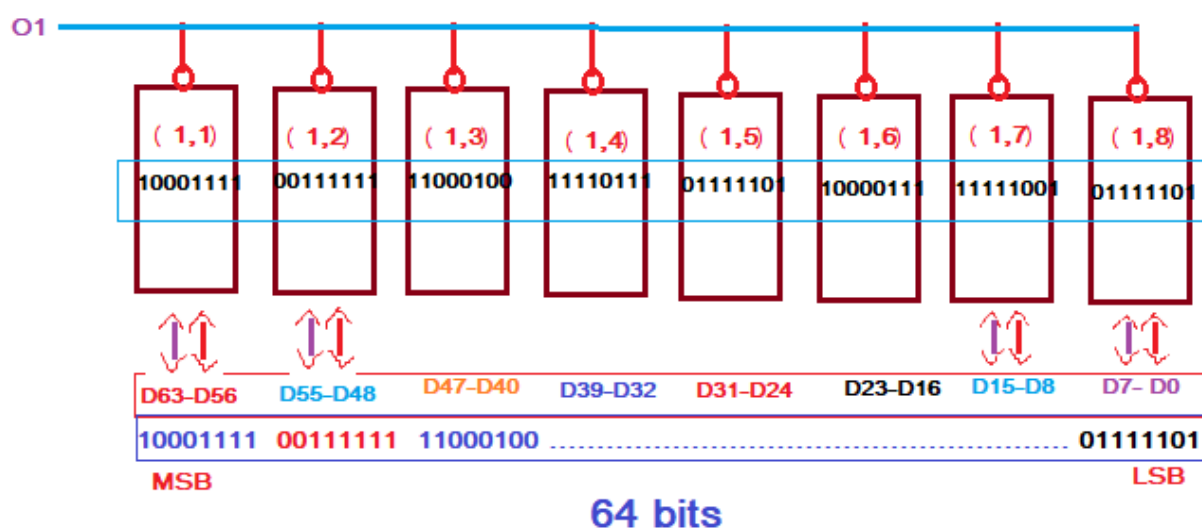 O1
( 1,1) ( 1,2) ( 1,3) ( 1,4) ( 1,5) ( 1,6) ( 1,7) ( 1,8)
10001111 00111111 11000100 11110111 01111101 10000111 11111001 01111101
D63-D56 D55-D48 D47-D40 D39-D32 D31-D24 D23-D16 D15-D8 D7- D0
10001111 00111111 11000100 ............................................................... 01111101
MSB LSB
64 bits